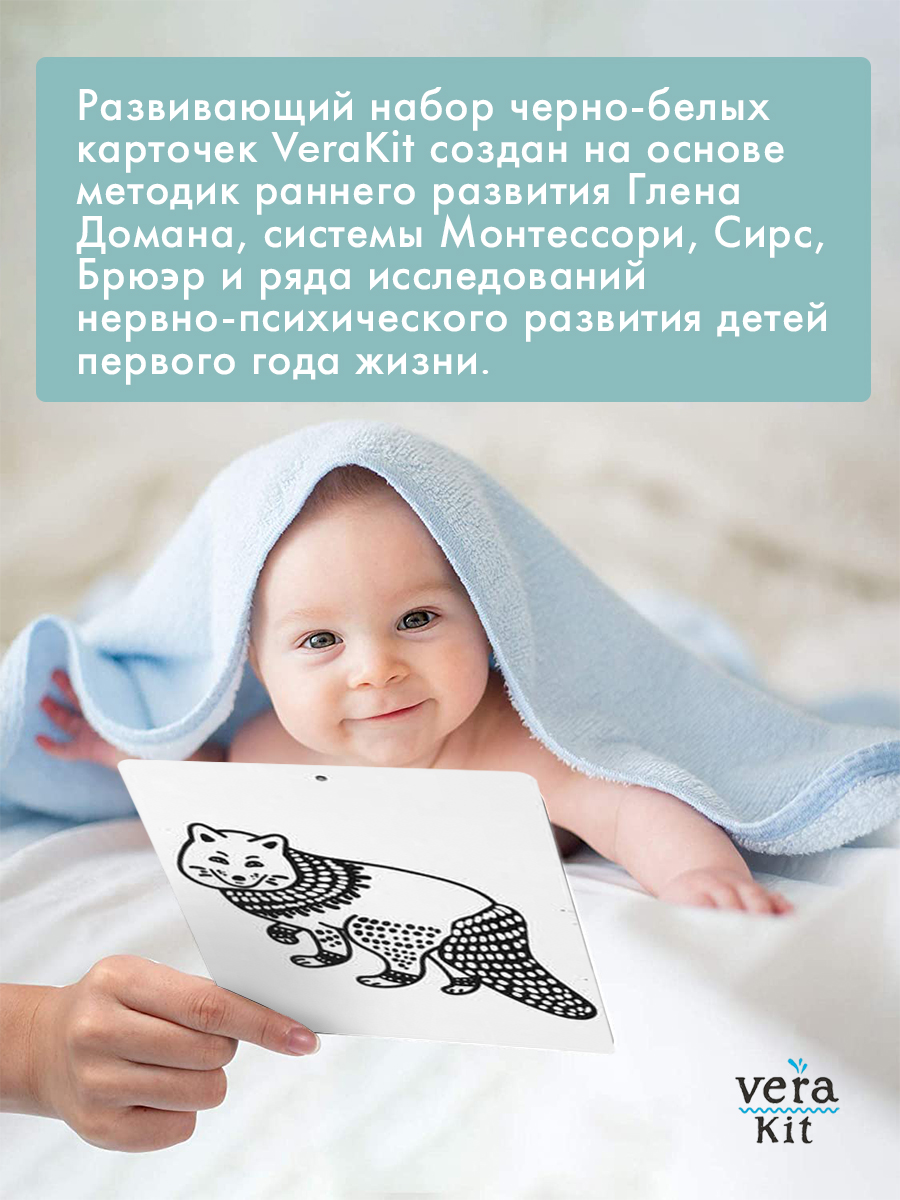 Развивающий набор черно-белых
карточек VeraKit создан на основе
методик раннего развития Глена
Домана, системы Монтессори, Сирс,
Брюэр и ряда исследований
нервно-психического развития детей
первого года жизни.
vera
Kit